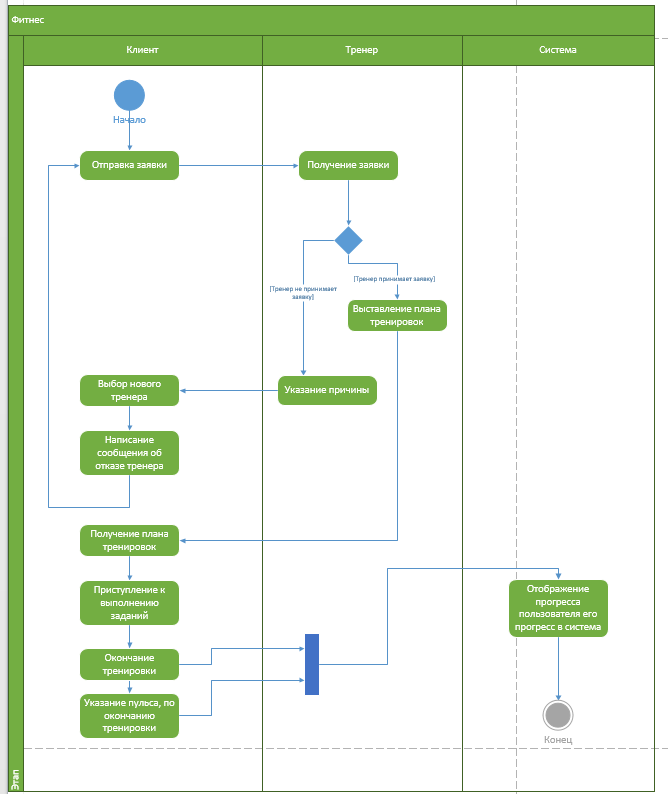 Фитнес
Клиент
Тренер
Система
Начало
Отправка заявки
Получение заявки
[Тренер не принимает
заявку]
[Тренер принимает заявку]
Выставление плана
тренировок
Выбор нового
тренера
Указание причины
Написание
сообщения об
отказе тренера
Получение плана
тренировок
Приступление к
выполнению
заданий
Отображение
прогресса
пользователя его
прогресс в система
Окончание
тренировки
Указание пульса, по
окончанию
тренировки
Конец
Этап